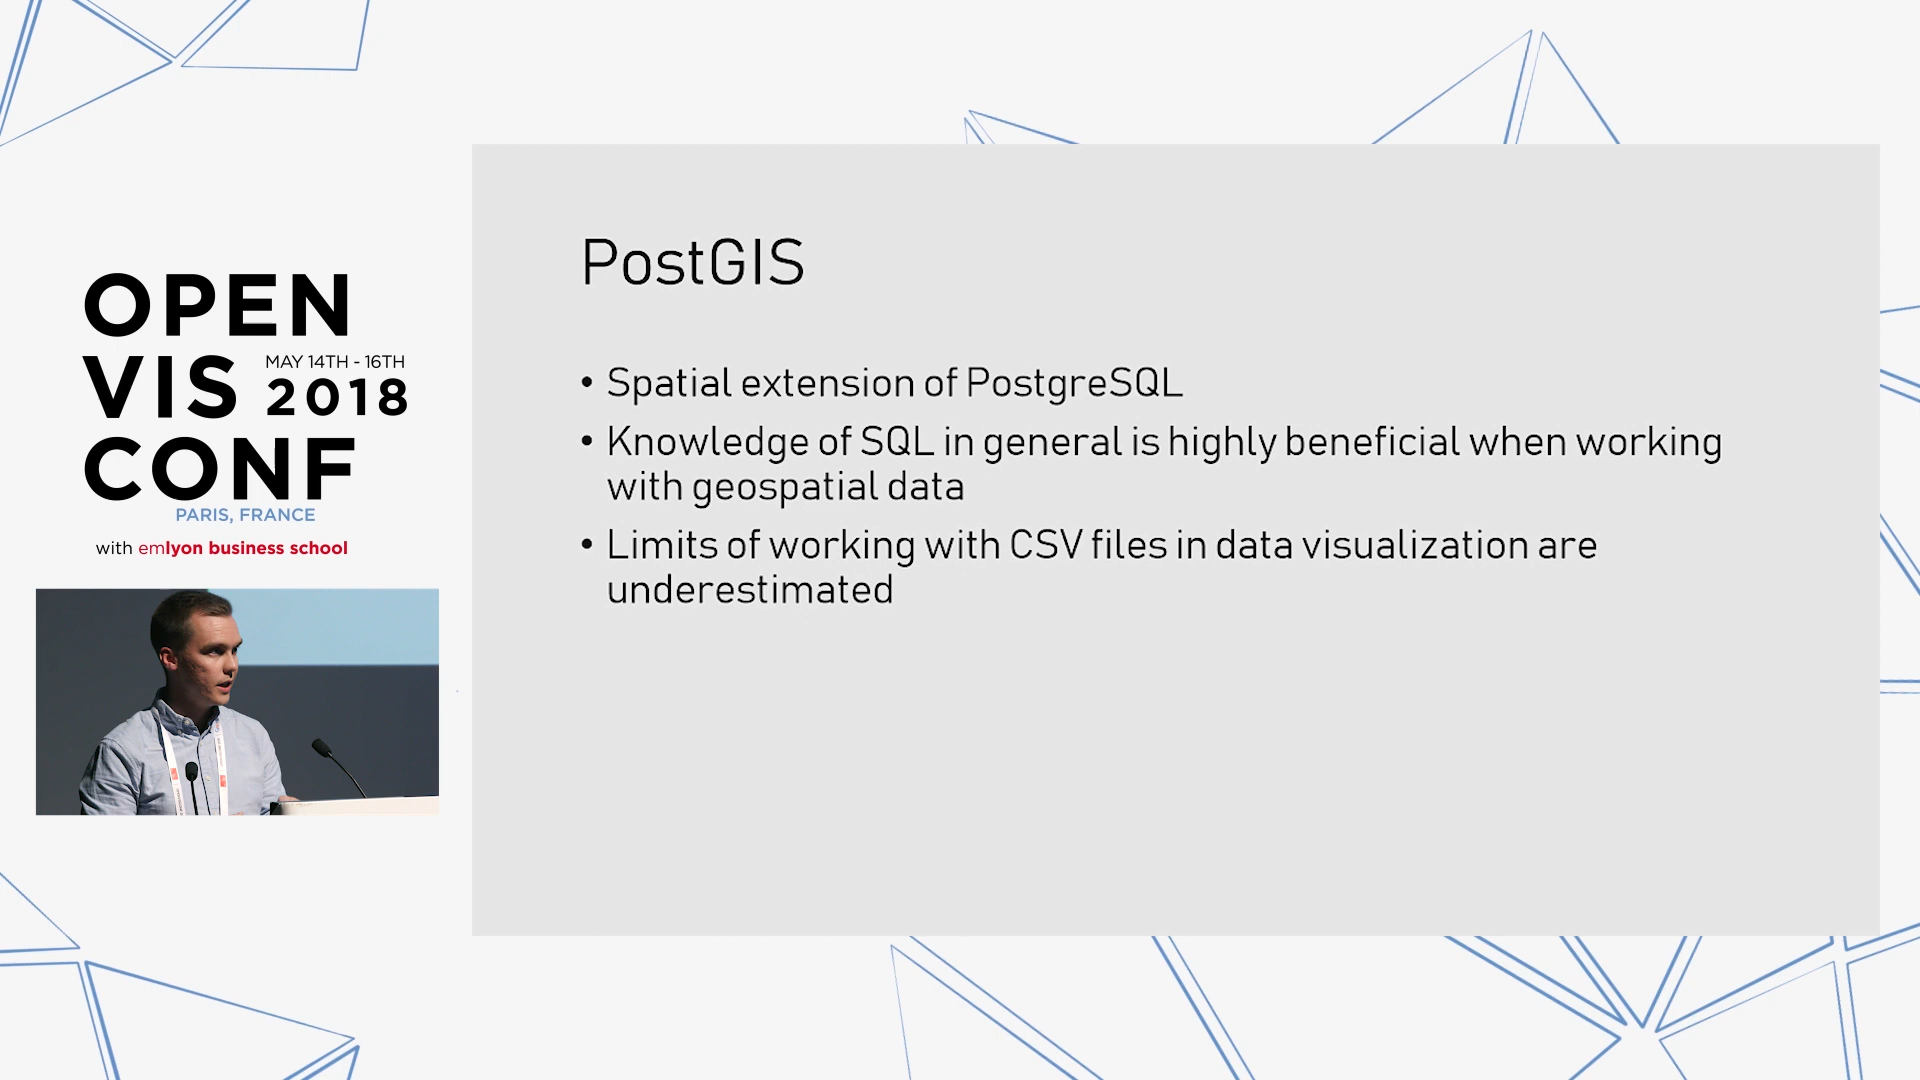 OPEN
VIS
MAY 14TH - 16TH
2018
CONF
PARIS, FRANCE
with emlyon business school
PostGIS
• Spatial extension of PostgreSQL
• Knowledge of SQL in general is highly beneficial when working
with geospatial data
• Limits of working with CSV files in data visualization are
underestimated